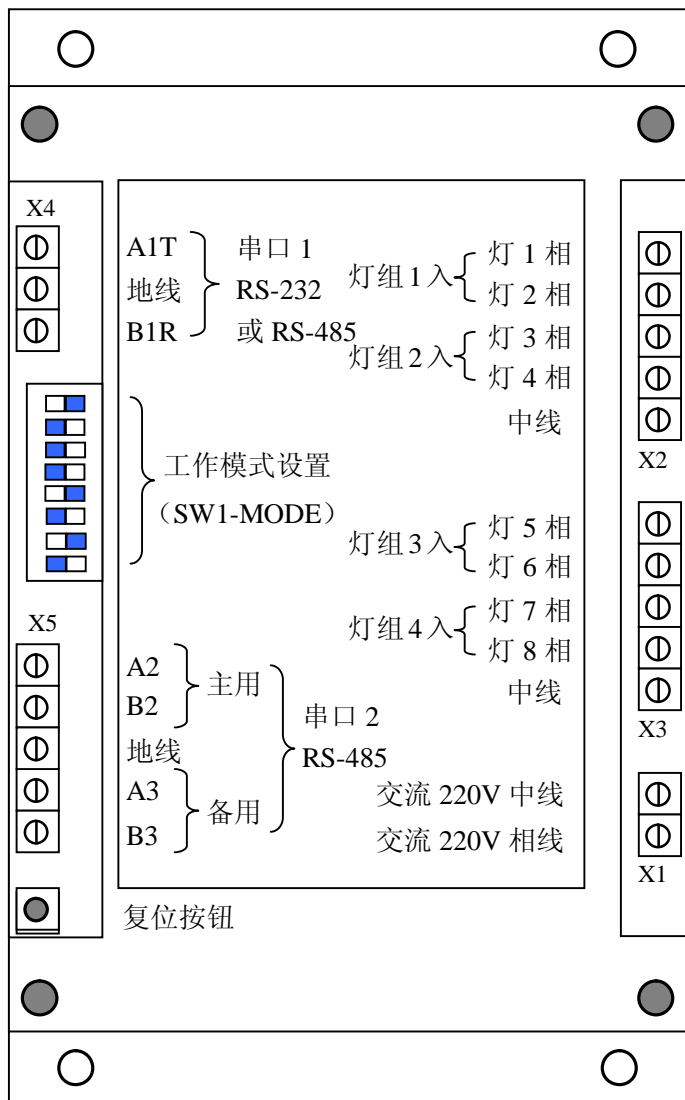 X4
A1T
地线
B1R
串口 1
RS-232
或 RS-485
灯组 1 入
灯 1 相
灯 2 相
灯组 2 入
灯 3 相
灯 4 相
中线
X2
工作模式设置
（SW1-MODE）
灯组 3 入
灯 5 相
灯 6 相
灯组 4 入
灯 7 相
灯 8 相
中线
X3
X5
A2
B2
主用
地线
A3
B3
备用
串口 2
RS-485
交流 220V 中线
交流 220V 相线
X1
复位按钮